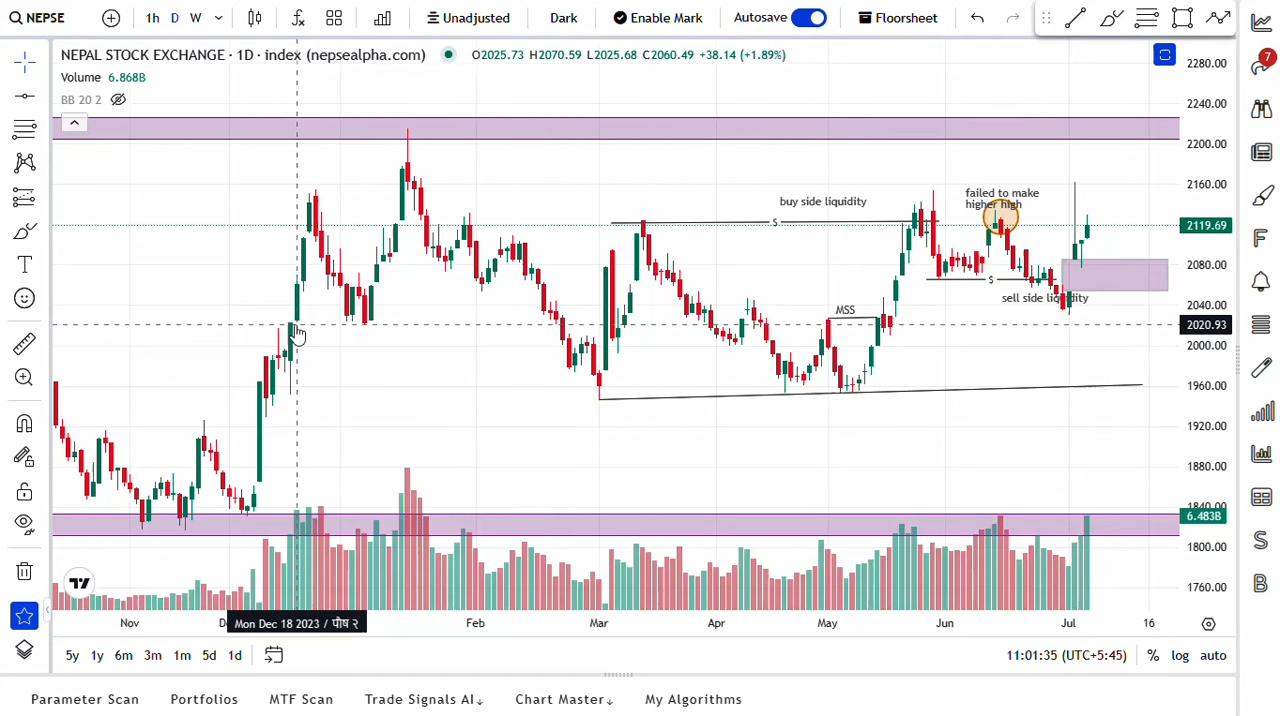 NEPSE 1h D W Unadjusted Dark Enable Mark Autosave Floorsheet
NEPAL STOCK EXCHANGE · 1D · index (nepsealpha.com) O2025.73 H2070.59 L2025.68 C2060.49 +38.14 (+1.89%)
Volume 6.868B
BB 20 2
7
2280.00
2240.00
2200.00
2160.00
2119.69
2080.00
2040.00
2020.93
2000.00
1960.00
1920.00
1880.00
1840.00
6.483B
1800.00
1760.00
buy side liquidity
failed to make
higher high
$
$
sell side liquidity
MSS
T
F
S
B
Nov Mon Dec 18 2023 / पौष २ Feb Mar Apr May Jun Jul 16
5y 1y 6m 3m 1m 5d 1d 11:01:35 (UTC+5:45) % log auto
Parameter Scan Portfolios MTF Scan Trade Signals AI↓ Chart Master↓ My Algorithms